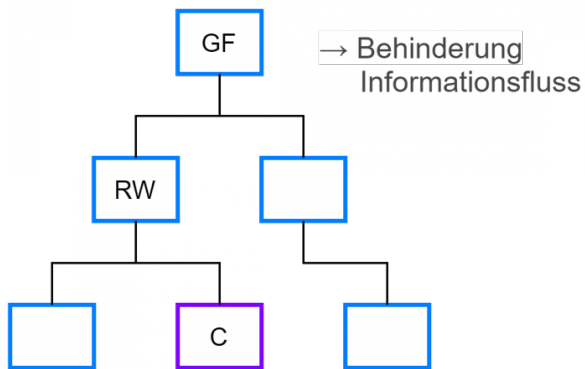 GF
→ Behinderung
Informationsfluss
RW
C